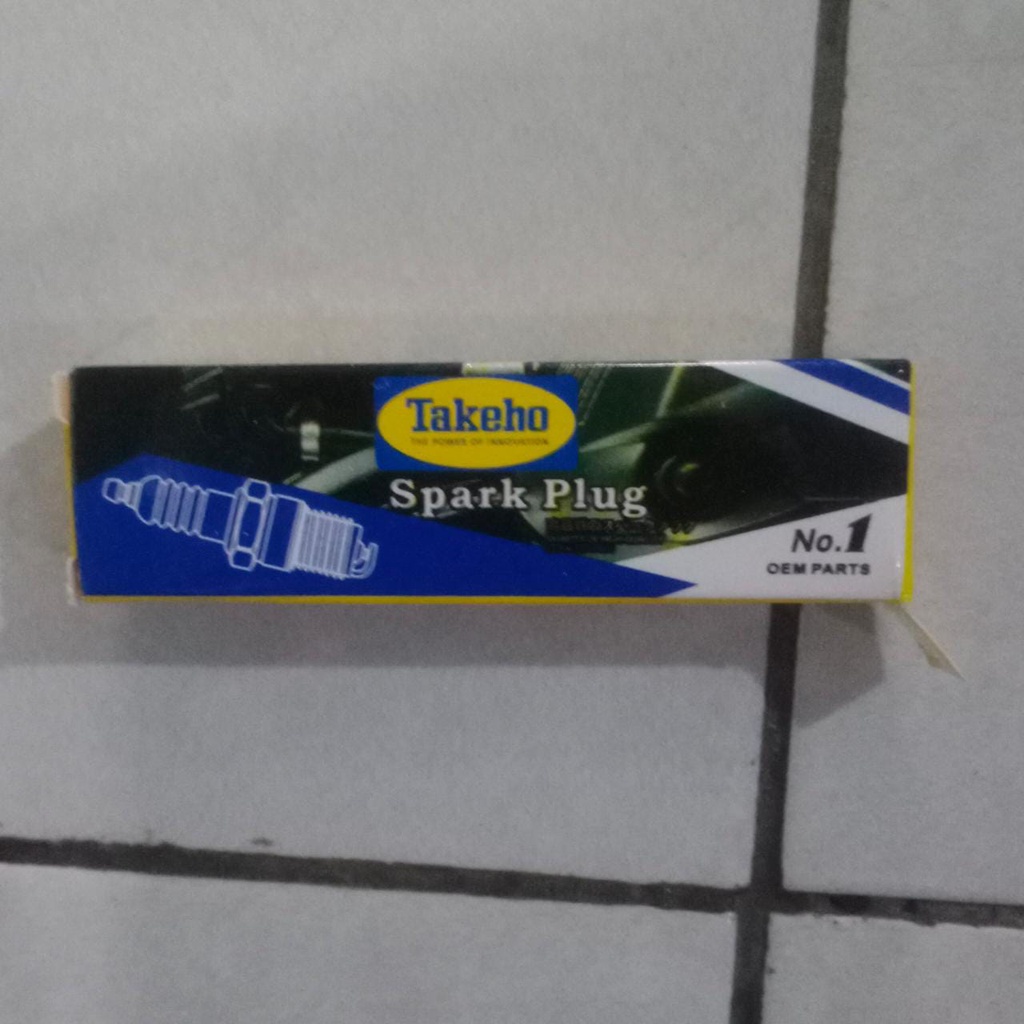 Takeho
THE POWER OF INNOVATION
Spark Plug
No.1
OEM PARTS